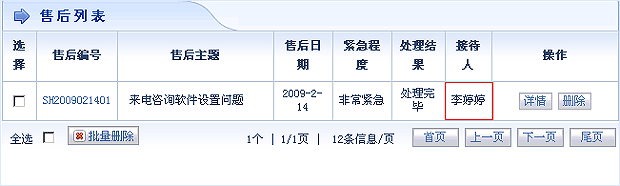 售后列表
选择 售后编号 售后主题 售后日期 紧急程度 处理结果 接待人 操作
SH2009021401 来电咨询软件设置问题 2009-2-14 非常紧急 处理完毕 李婷婷 详情 删除
全选 批量删除 1个 | 1/1页 | 12条信息/页 首页 上一页 下一页 尾页